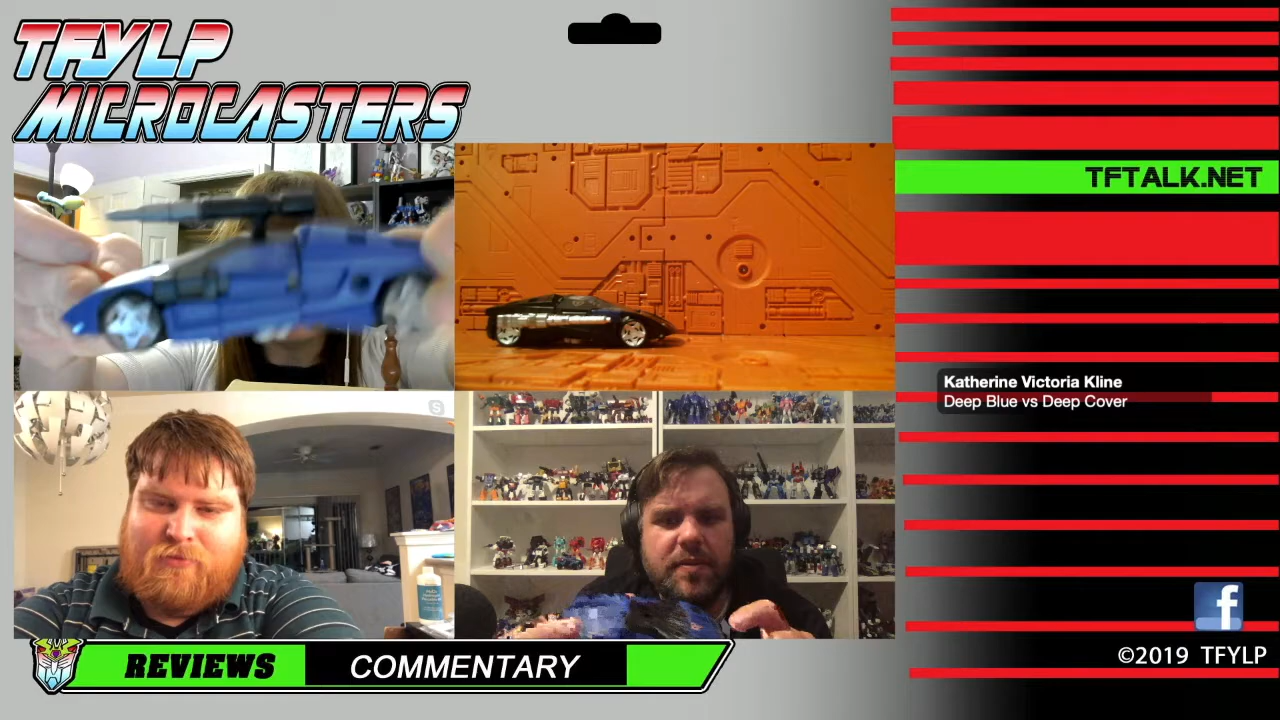 TFYLP
MICROCASTERS
TFTALK.NET
Katherine Victoria Kline
Deep Blue vs Deep Cover
REVIEWS
COMMENTARY
©2019 TFYLP